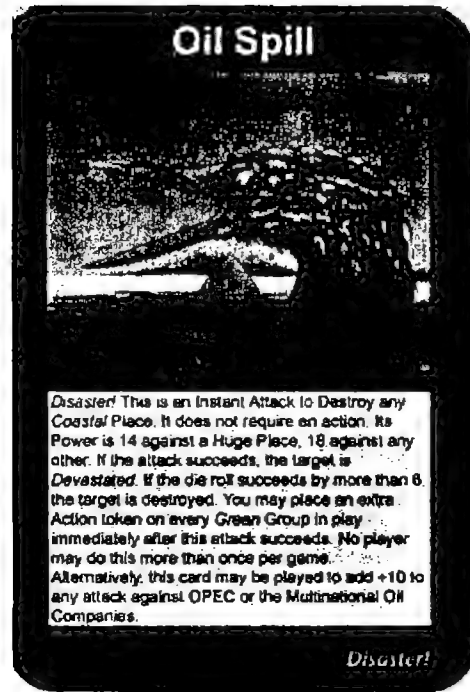 Oil Spill
Disaster! This is an Instant Attack to Destroy any
Coastal Place. It does not require an action. Its
Power is 14 against a Huge Place, 18 against any
other. If the attack succeeds, the target is
Devastated. If the die roll succeeds by more than 6
the target is destroyed. You may place an extra
Action token on every Green Group in play
immediately after this attack succeeds. No player
may do this more than once per game.
Alternatively, this card may be played to add +10 to
any attack against OPEC or the Multinational Oil
Companies.
Disaster!